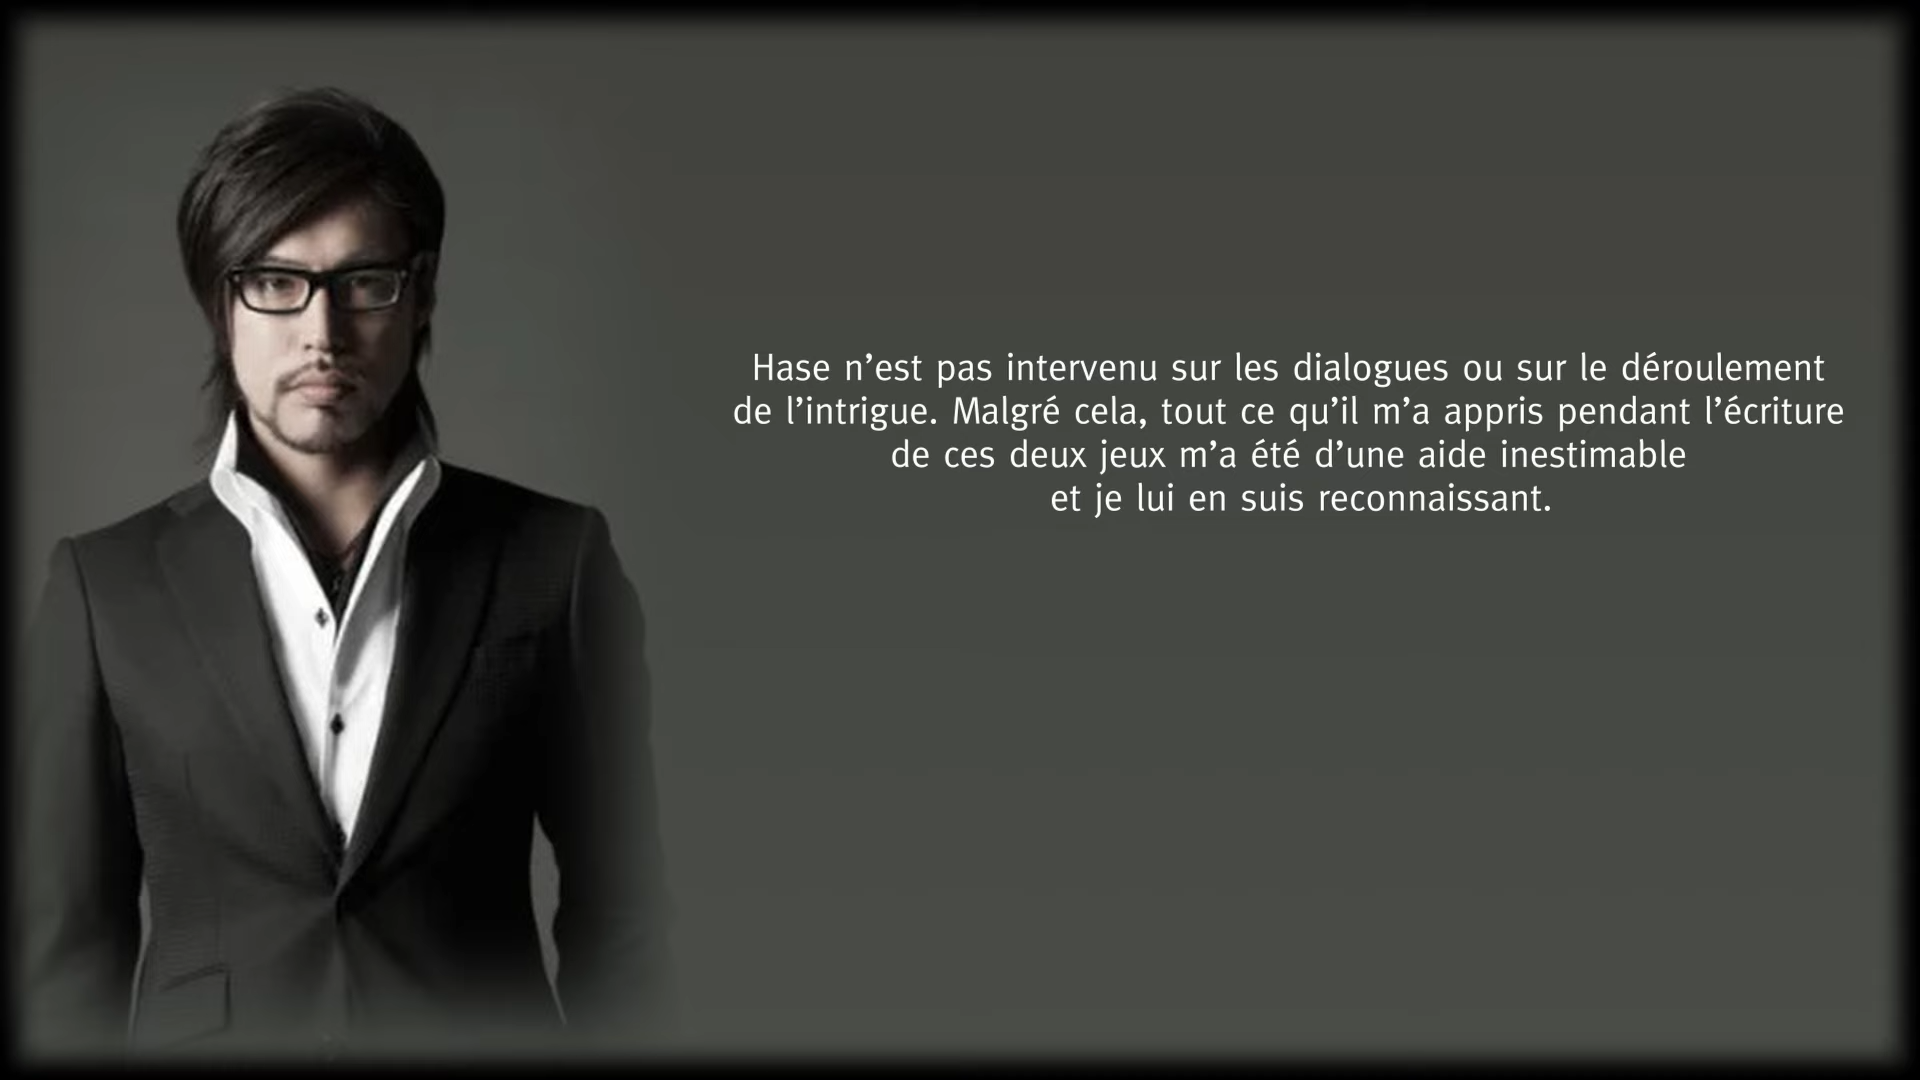 Hase n’est pas intervenu sur les dialogues ou sur le déroulement
de l’intrigue. Malgré cela, tout ce qu’il m’a appris pendant l’écriture
de ces deux jeux m’a été d’une aide inestimable
et je lui en suis reconnaissant.